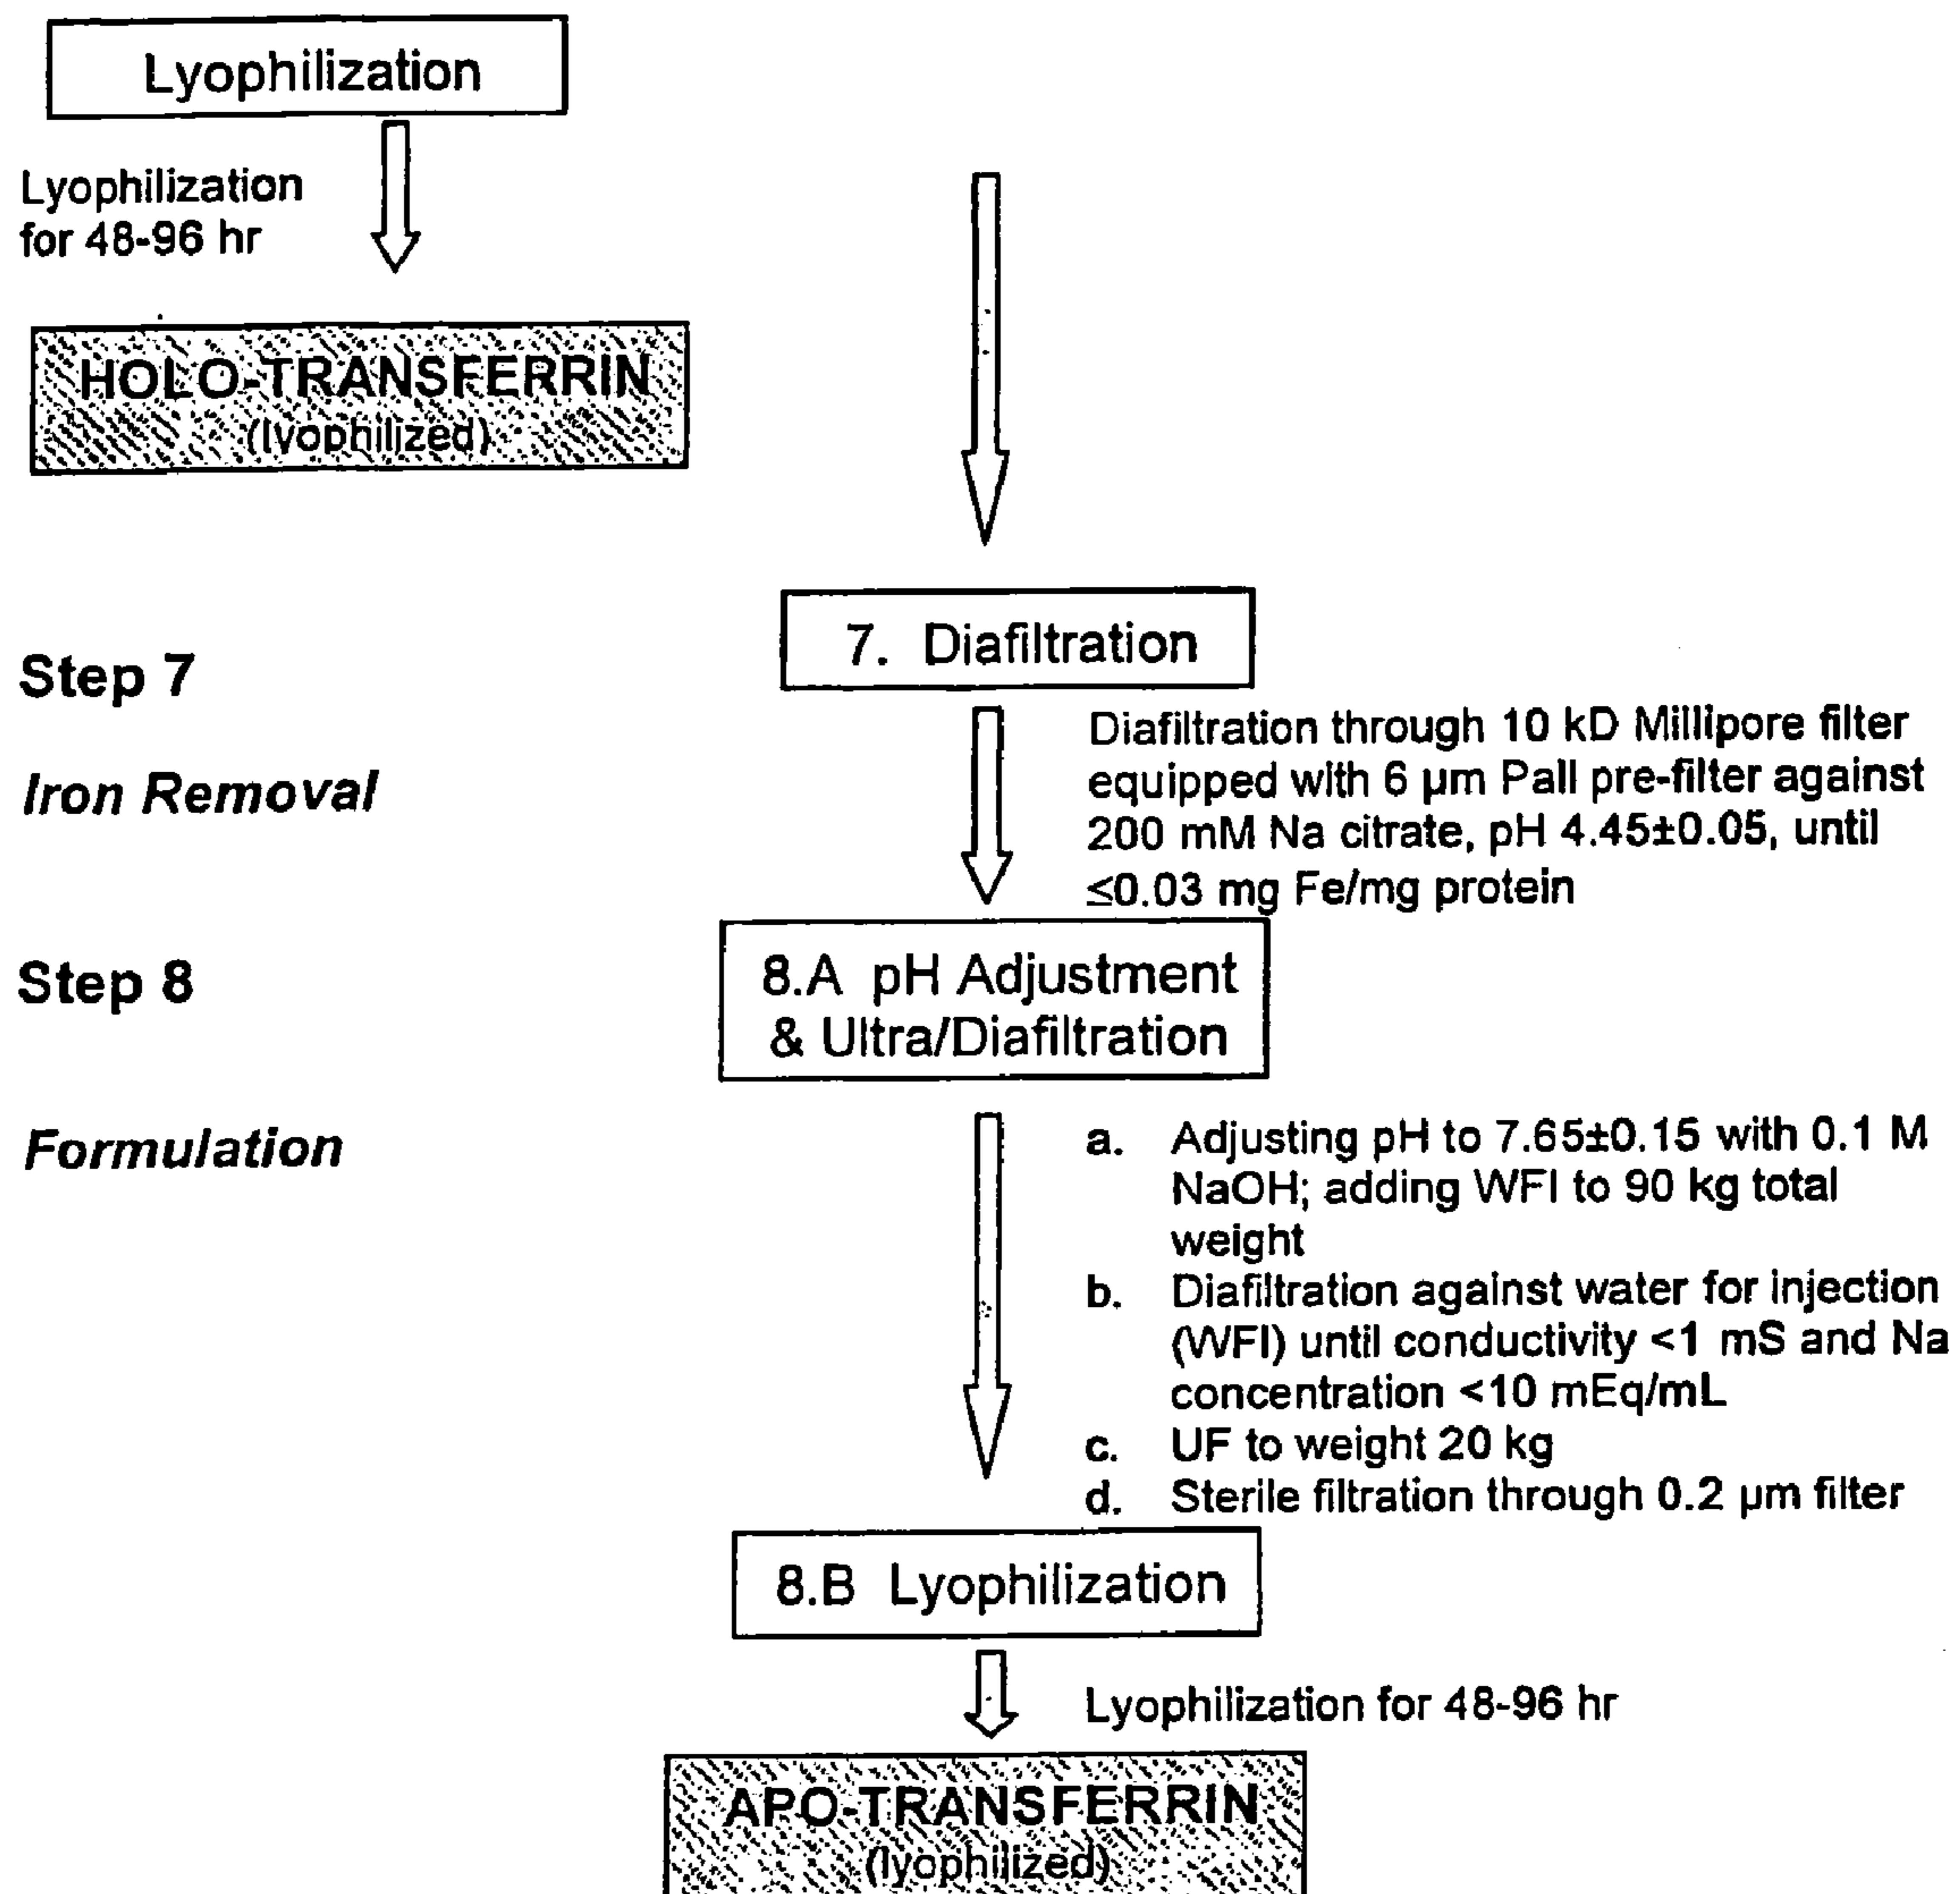 Lyophilization
Lyophilization
for 48-96 hr
HOLO-TRANSFERRIN
(lyophilized)
Step 7
Iron Removal
7. Diafiltration
Diafiltration through 10 kD Millipore filter
equipped with 6 µm Pall pre-filter against
200 mM Na citrate, pH 4.45±0.05, until
≤0.03 mg Fe/mg protein
Step 8
Formulation
8.A pH Adjustment
& Ultra/Diafiltration
a. Adjusting pH to 7.65±0.15 with 0.1 M
NaOH; adding WFI to 90 kg total
weight
b. Diafiltration against water for injection
(WFI) until conductivity <1 mS and Na
concentration <10 mEq/mL
c. UF to weight 20 kg
d. Sterile filtration through 0.2 µm filter
8.B Lyophilization
Lyophilization for 48-96 hr
APO-TRANSFERRIN
(lyophilized)